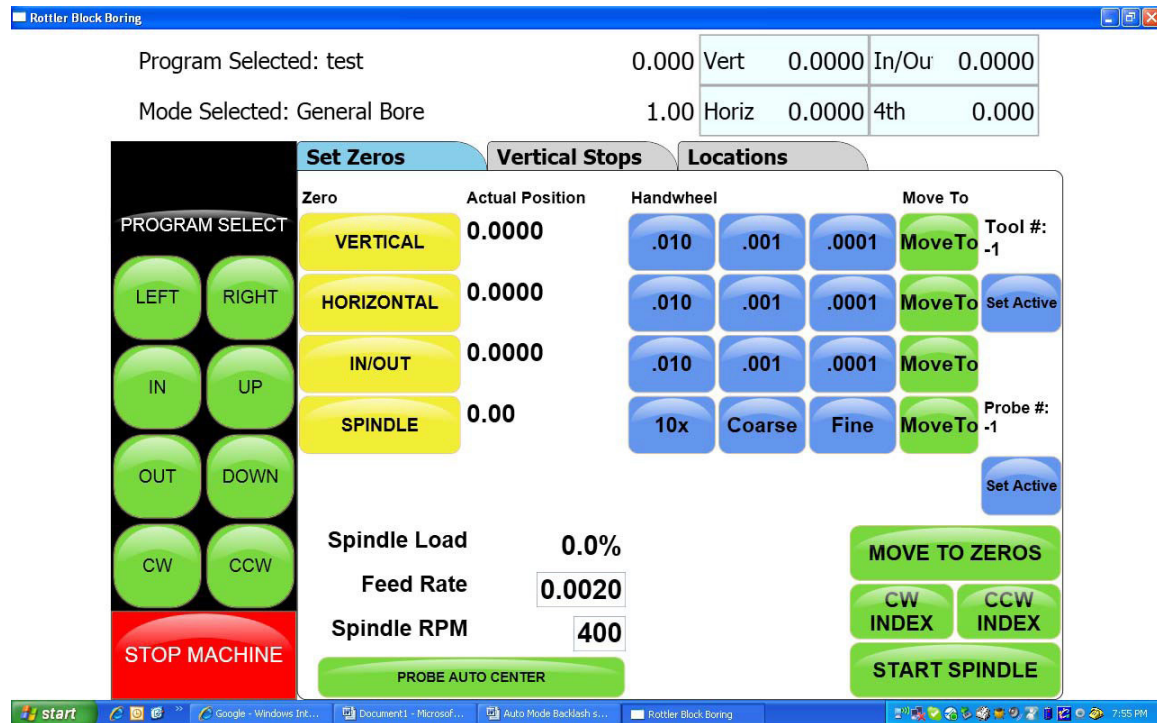 Rottler Block Boring
Program Selected: test 0.000 Vert 0.0000 In/Ou 0.0000
Mode Selected: General Bore 1.00 Horiz 0.0000 4th 0.000
Set Zeros Vertical Stops Locations
Zero Actual Position Handwheel Move To
PROGRAM SELECT
VERTICAL 0.0000 .010 .001 .0001 MoveTo Tool #:
-1
LEFT RIGHT HORIZONTAL 0.0000 .010 .001 .0001 MoveTo Set Active
IN UP IN/OUT 0.0000 .010 .001 .0001 MoveTo
SPINDLE 0.00 10x Coarse Fine MoveTo Probe #:
-1
OUT DOWN Set Active
CW CCW Spindle Load 0.0% MOVE TO ZEROS
Feed Rate 0.0020 CW INDEX CCW INDEX
Spindle RPM 400
STOP MACHINE PROBE AUTO CENTER START SPINDLE
start Google - Windows Int... Document1 - Microsof... Auto Mode Backlash s... Rottler Block Boring 7:55 PM